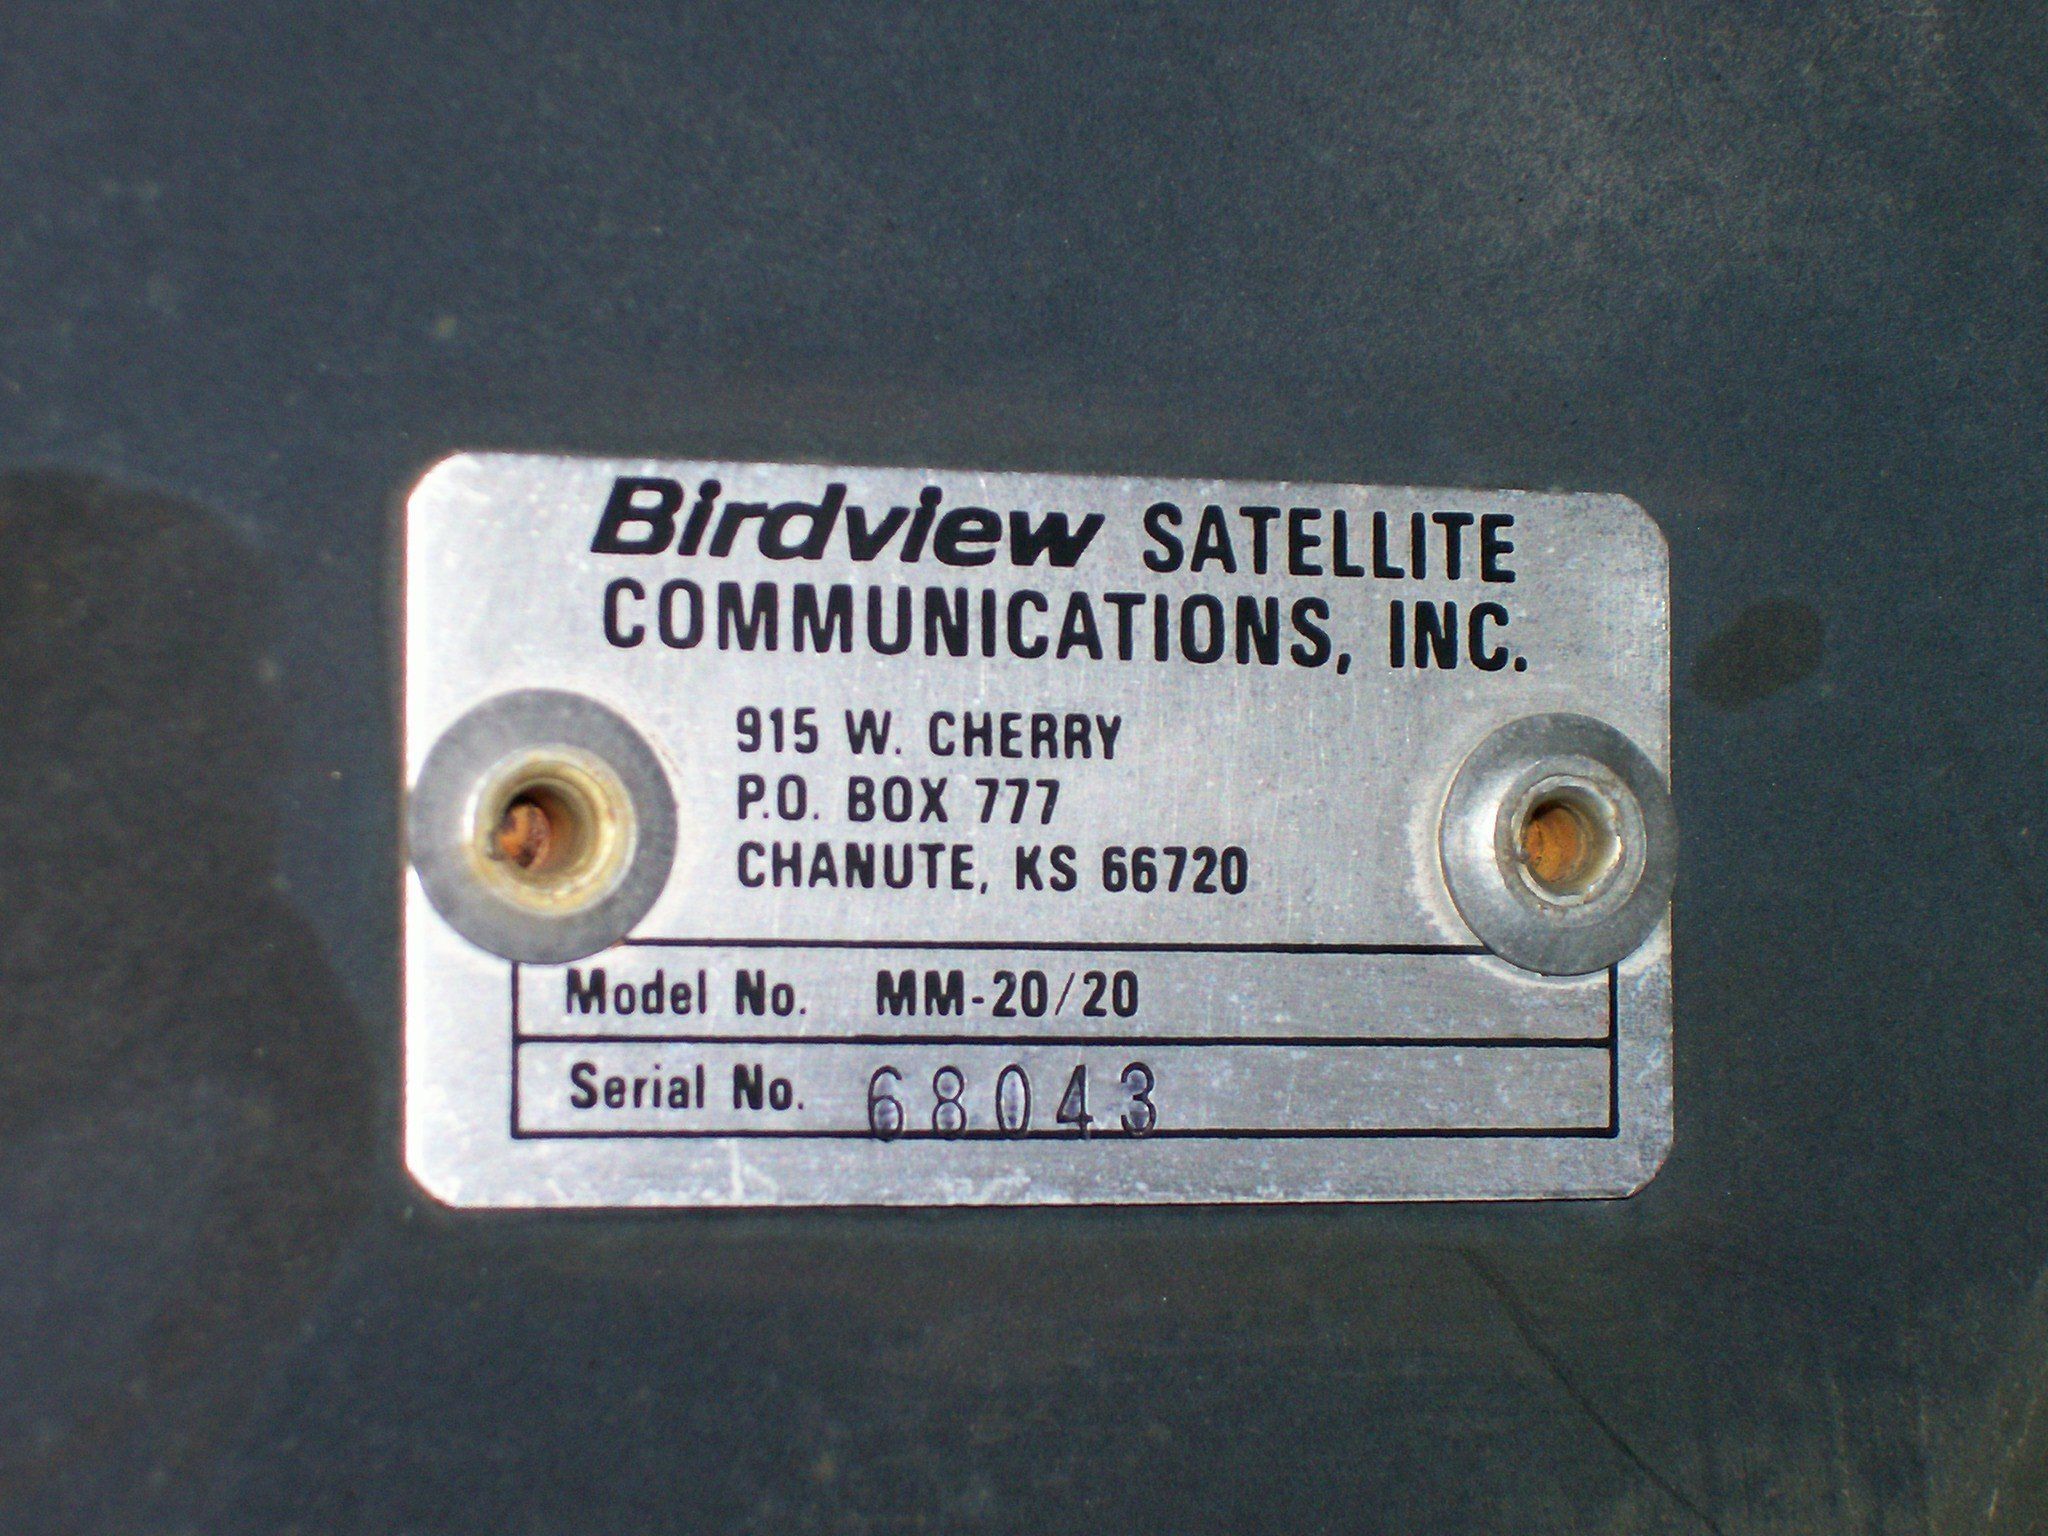 Birdview SATELLITE
COMMUNICATIONS, INC.
915 W. CHERRY
P.O. BOX 777
CHANUTE, KS 66720
Model No. MM-20/20
Serial No. 68043